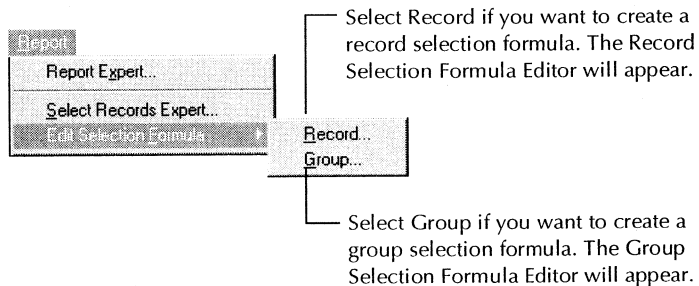 Select Record if you want to create a
record selection formula. The Record
Selection Formula Editor will appear.
Report
Report Expert...
Select Records Expert...
Edit Selection Formula
Record...
Group...
Select Group if you want to create a
group selection formula. The Group
Selection Formula Editor will appear.